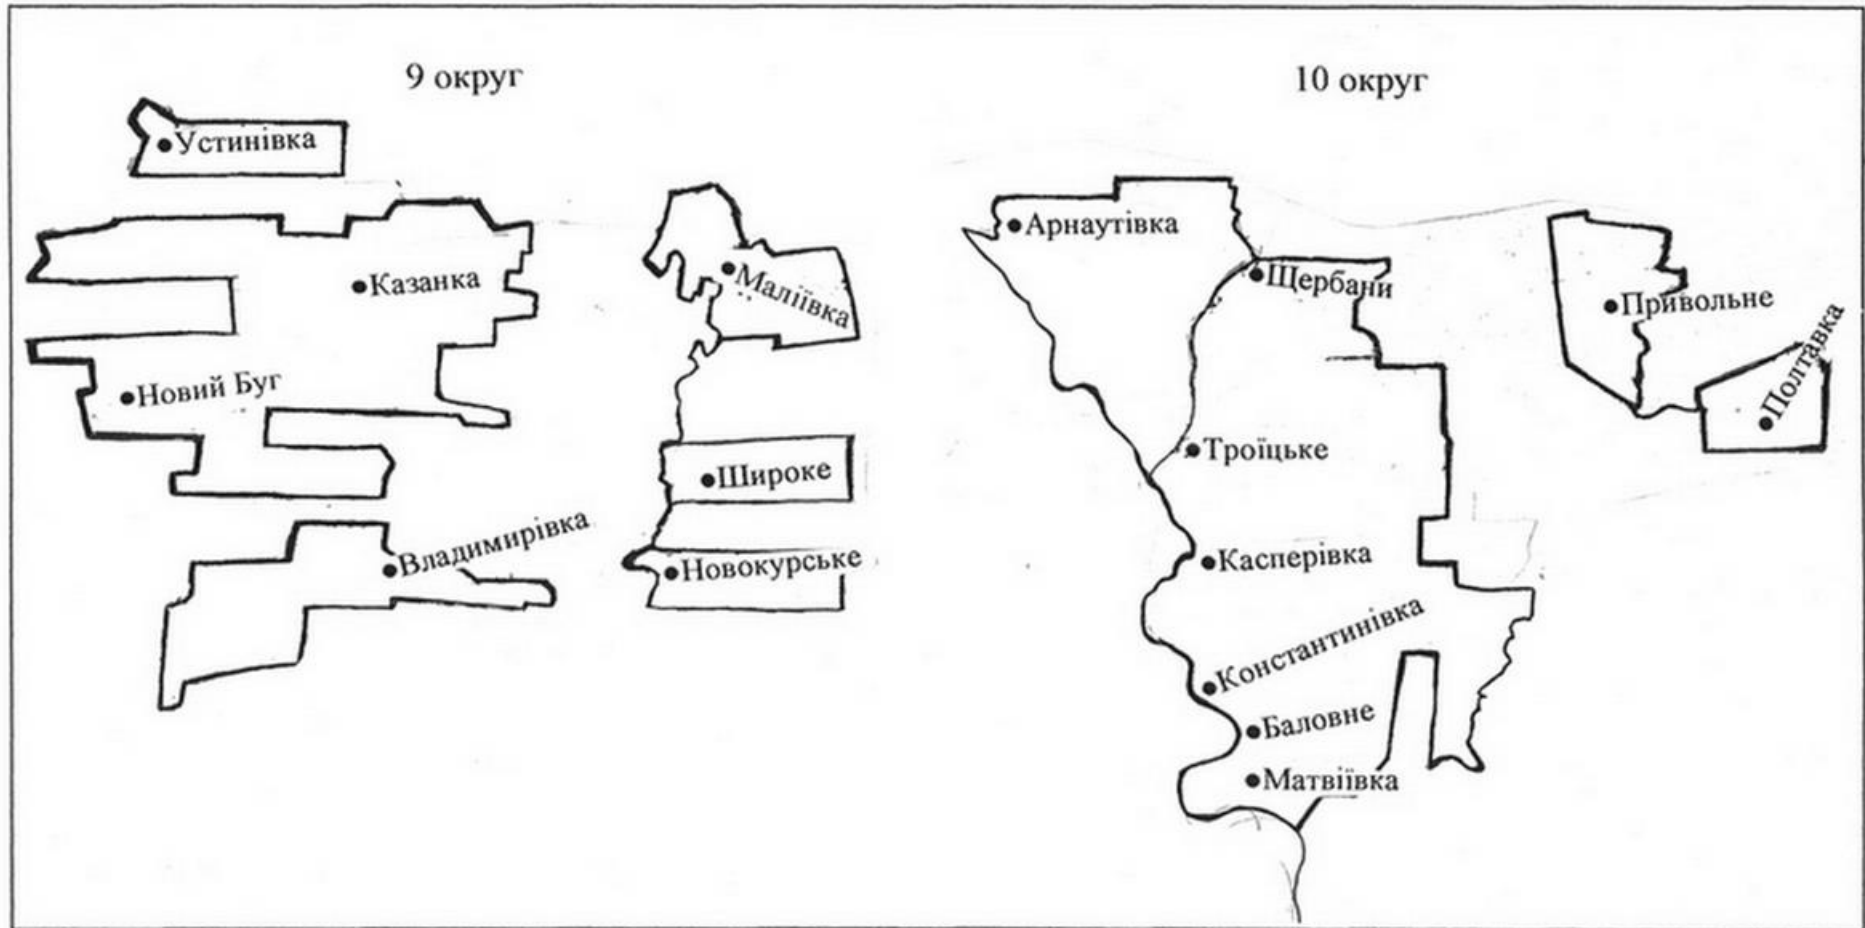 9 округ
Устинівка
Казанка
Новий Буг
Владимирівка
Маліївка
Широке
Новокурське
10 округ
Арнаутівка
Щербани
Троїцьке
Касперівка
Константинівка
Баловне
Матвіївка
Привольне
Полтавка